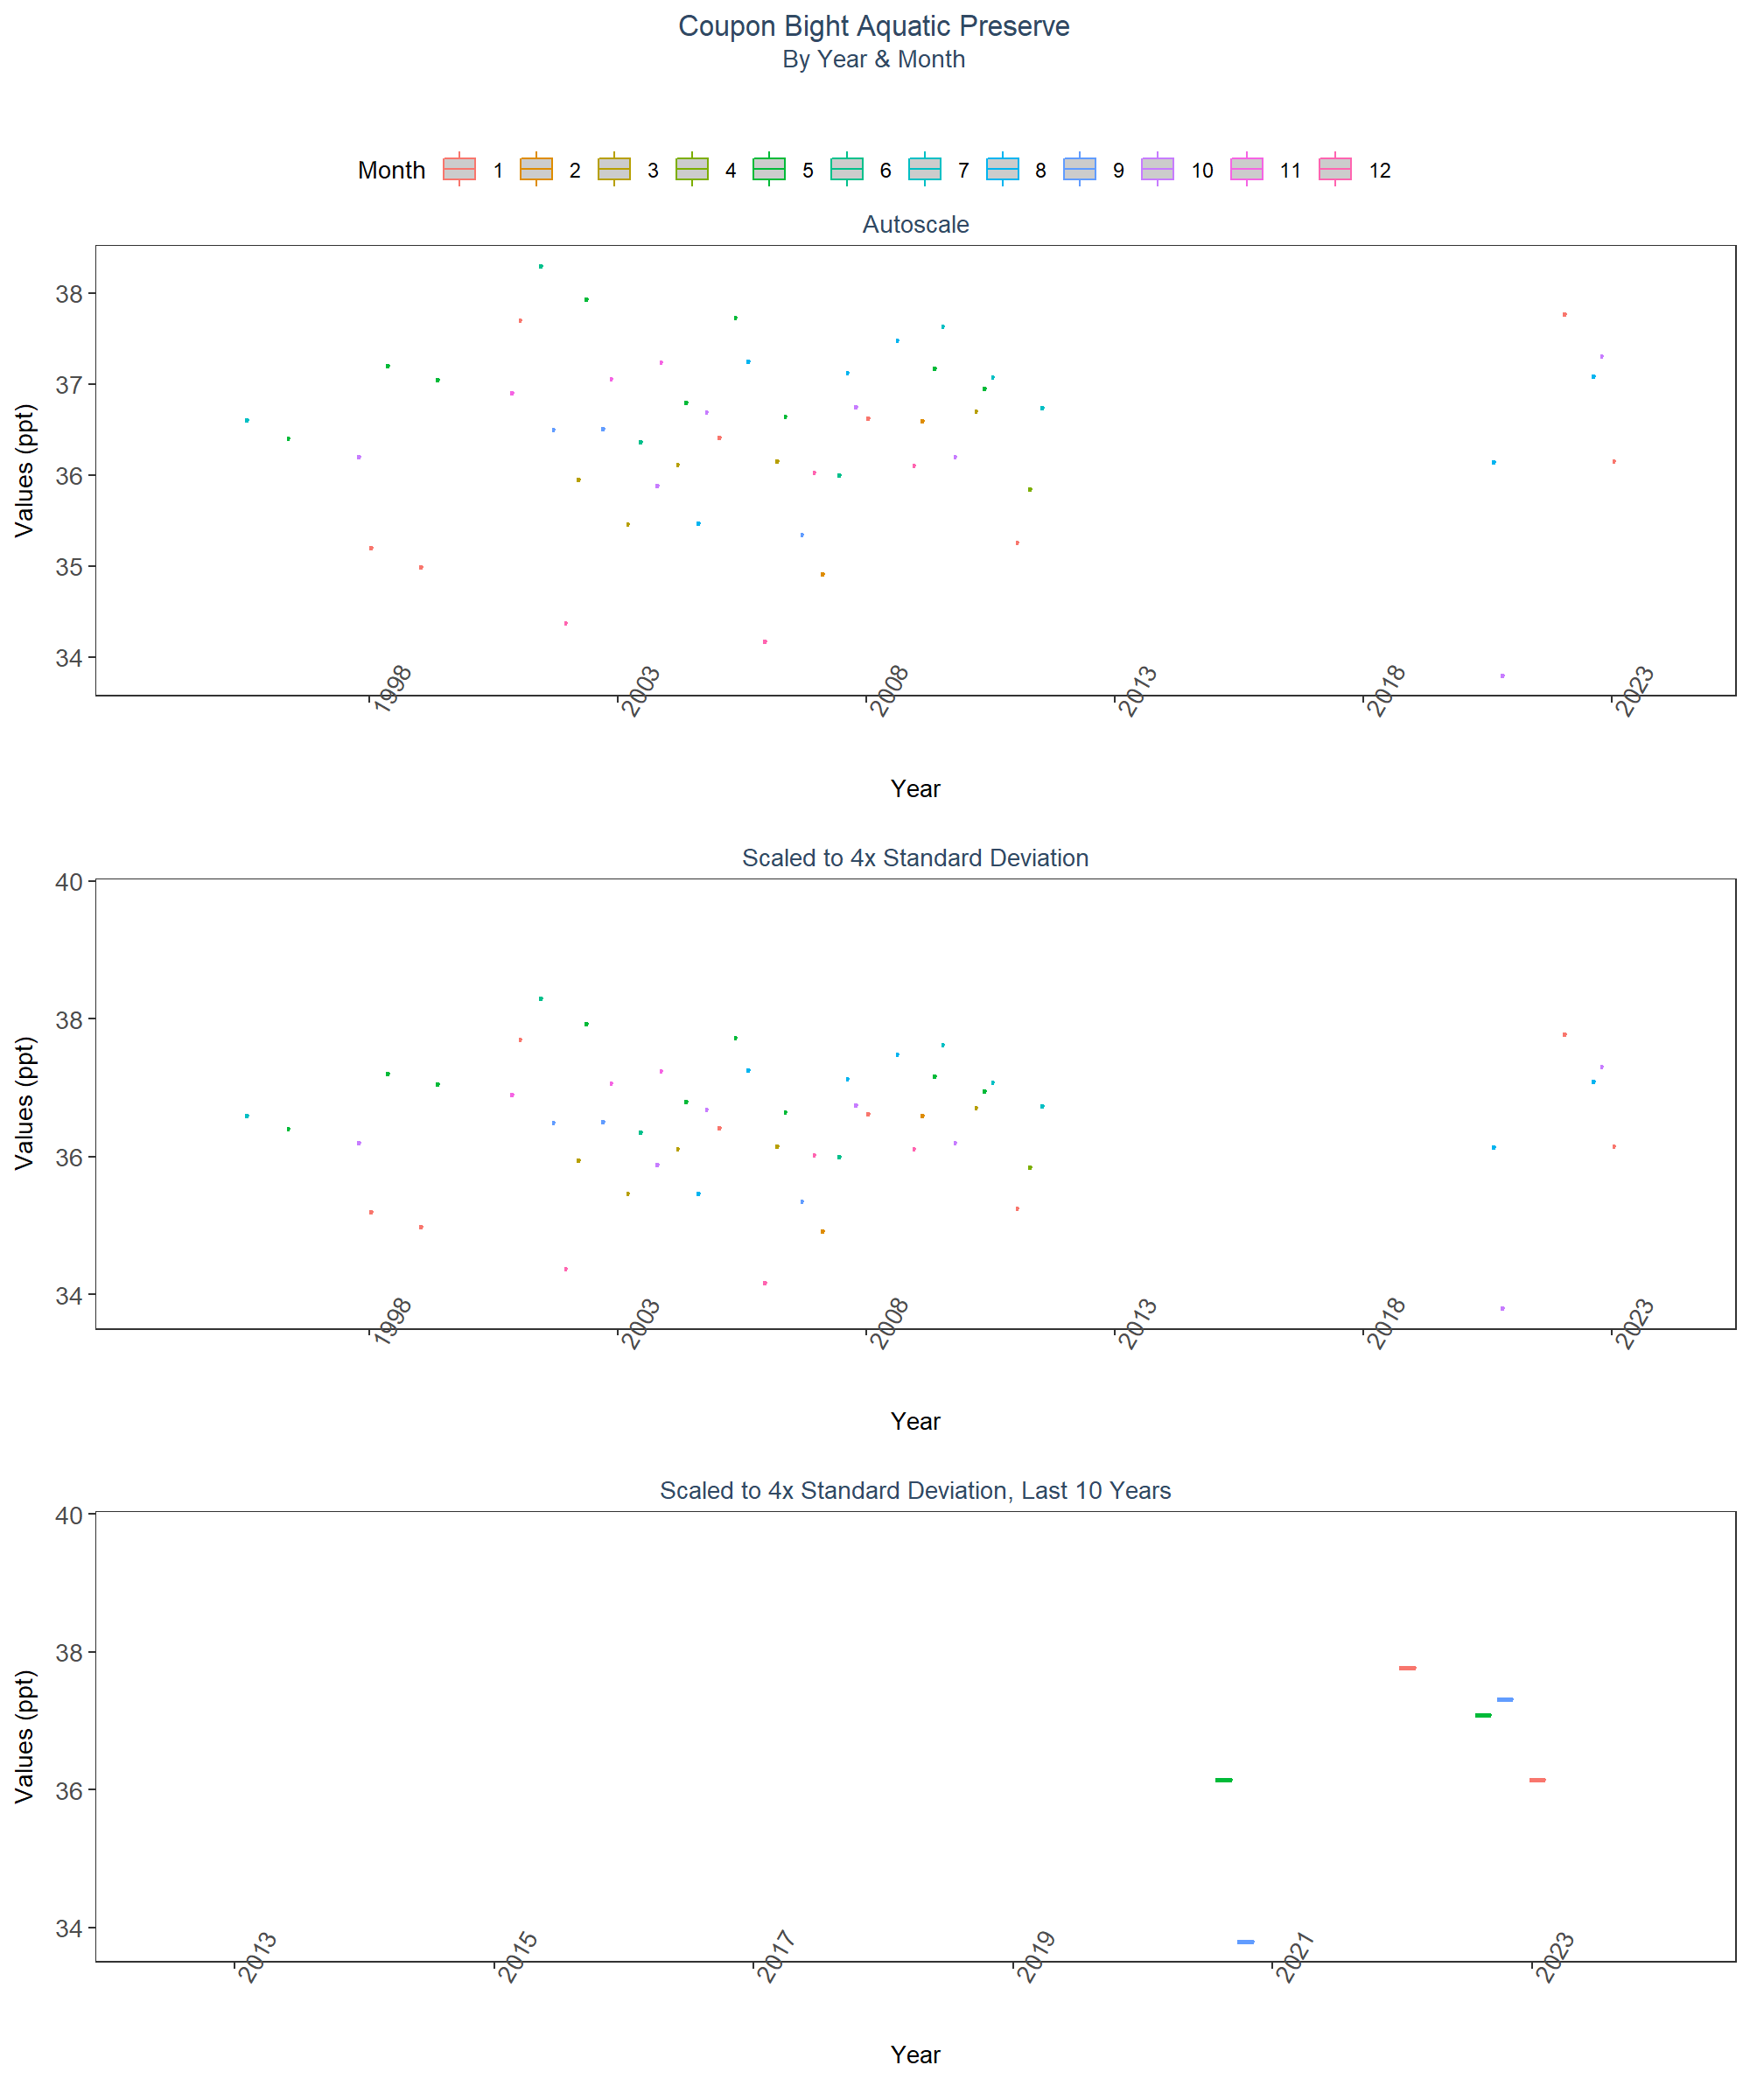 Coupon Bight Aquatic Preserve
By Year & Month
Month 1 2 3 4 5 6 7 8 9 10 11 12
Autoscale
Values (ppt)
38
37
36
35
34
1998 2003 2008 2013 2018 2023
Year
Scaled to 4x Standard Deviation
Values (ppt)
40
38
36
34
1998 2003 2008 2013 2018 2023
Year
Scaled to 4x Standard Deviation, Last 10 Years
Values (ppt)
40
38
36
34
2013 2015 2017 2019 2021 2023
Year